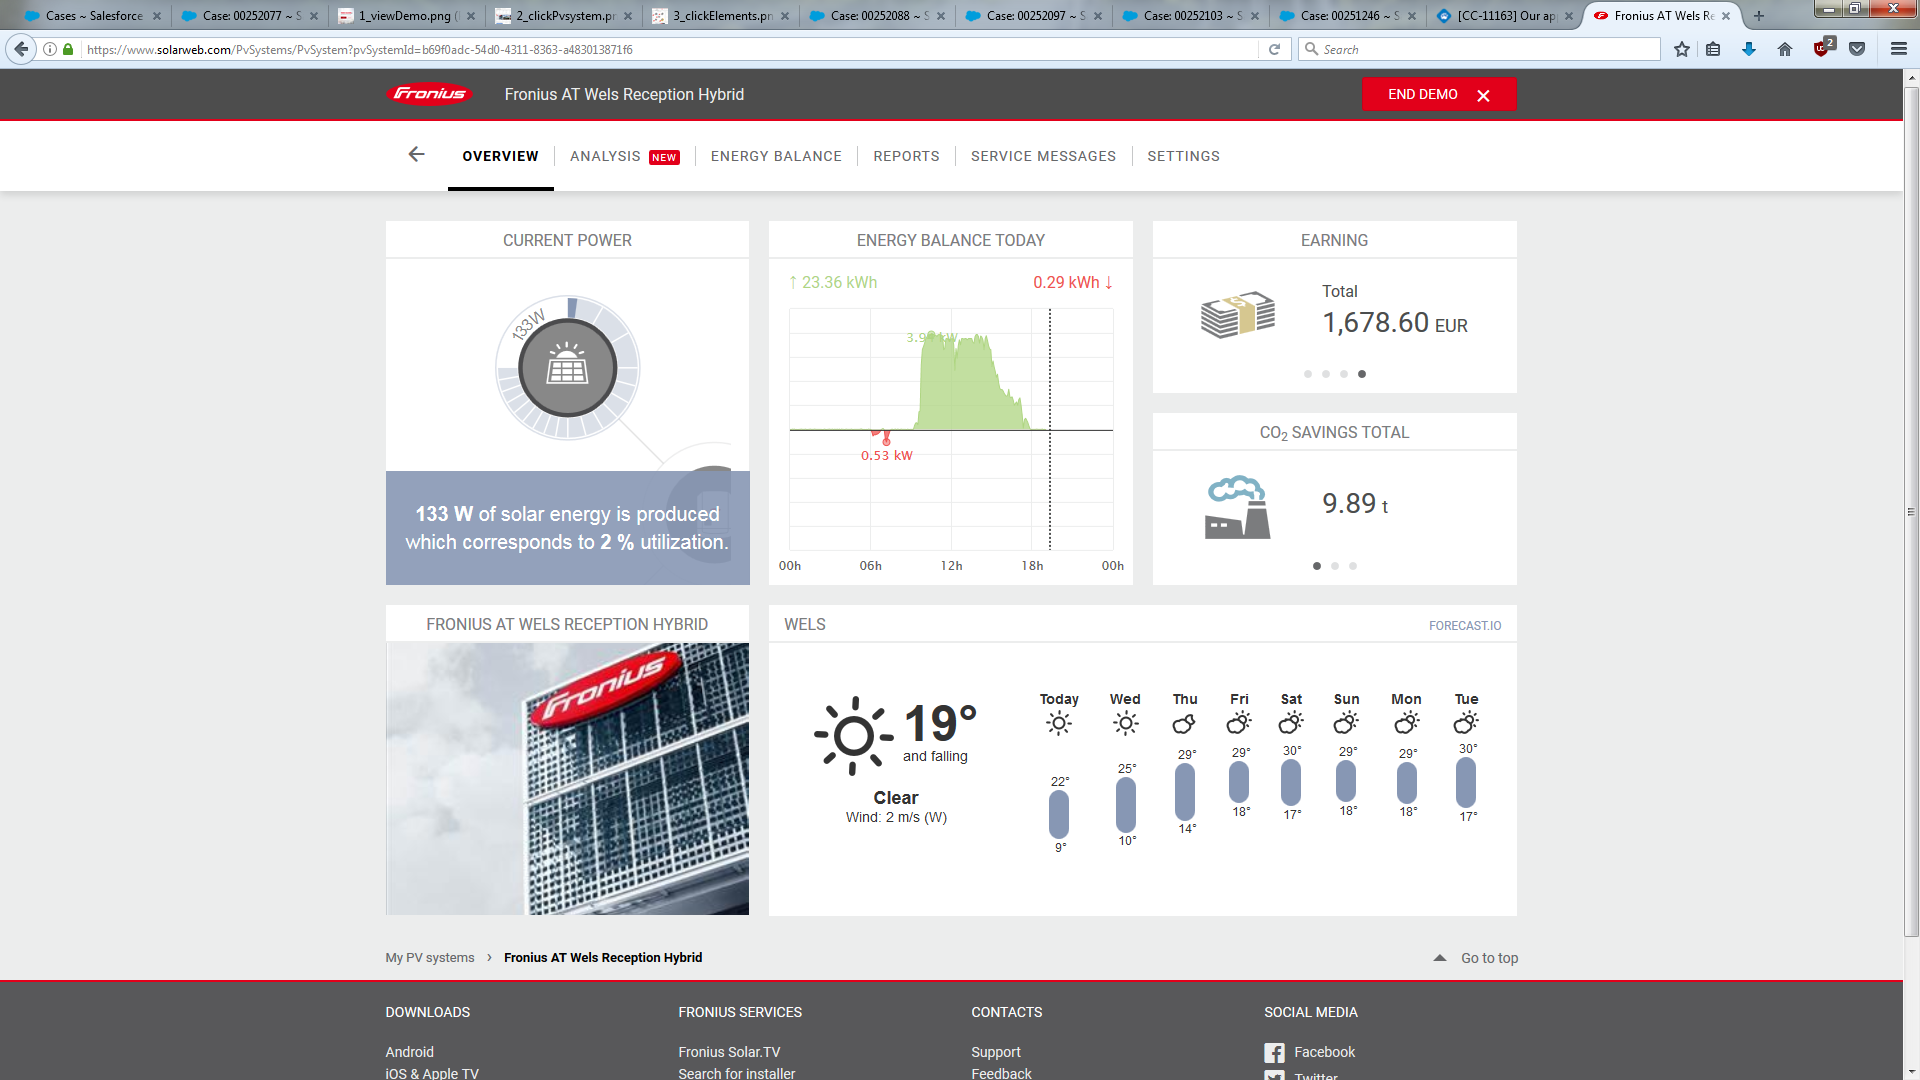 Cases ~ Salesforce
Case: 00252077 ~ S
1_viewDemo.png (
2_clickPvsystem.pr
3_clickElements.pn
Case: 00252088 ~ S
Case: 00252097 ~ S
Case: 00252103 ~ S
Case: 00251246 ~ S
[CC-11163] Our ap
Fronius AT Wels Re
https://www.solarweb.com/PvSystems/PvSystem?pvSystemId=b69f0adc-54d0-4311-8363-a483013871f6
Search
2
Fronius
Fronius AT Wels Reception Hybrid
END DEMO
OVERVIEW
ANALYSIS NEW
ENERGY BALANCE
REPORTS
SERVICE MESSAGES
SETTINGS
CURRENT POWER
133W
133 W of solar energy is produced
which corresponds to 2 % utilization.
ENERGY BALANCE TODAY
↑ 23.36 kWh
0.29 kWh ↓
0.53 kW
00h 06h 12h 18h 00h
EARNING
Total
1,678.60 EUR
CO2 SAVINGS TOTAL
9.89 t
FRONIUS AT WELS RECEPTION HYBRID
Fronius
WELS
FORECAST.IO
19°
and falling
Clear
Wind: 2 m/s (W)
Today Wed Thu Fri Sat Sun Mon Tue
22° 25° 29° 29° 30° 29° 29° 30°
9° 10° 14° 18° 17° 18° 18° 17°
My PV systems › Fronius AT Wels Reception Hybrid
Go to top
DOWNLOADS
Android
iOS & Apple TV
FRONIUS SERVICES
Fronius Solar.TV
Search for installer
CONTACTS
Support
Feedback
SOCIAL MEDIA
Facebook
Twitter